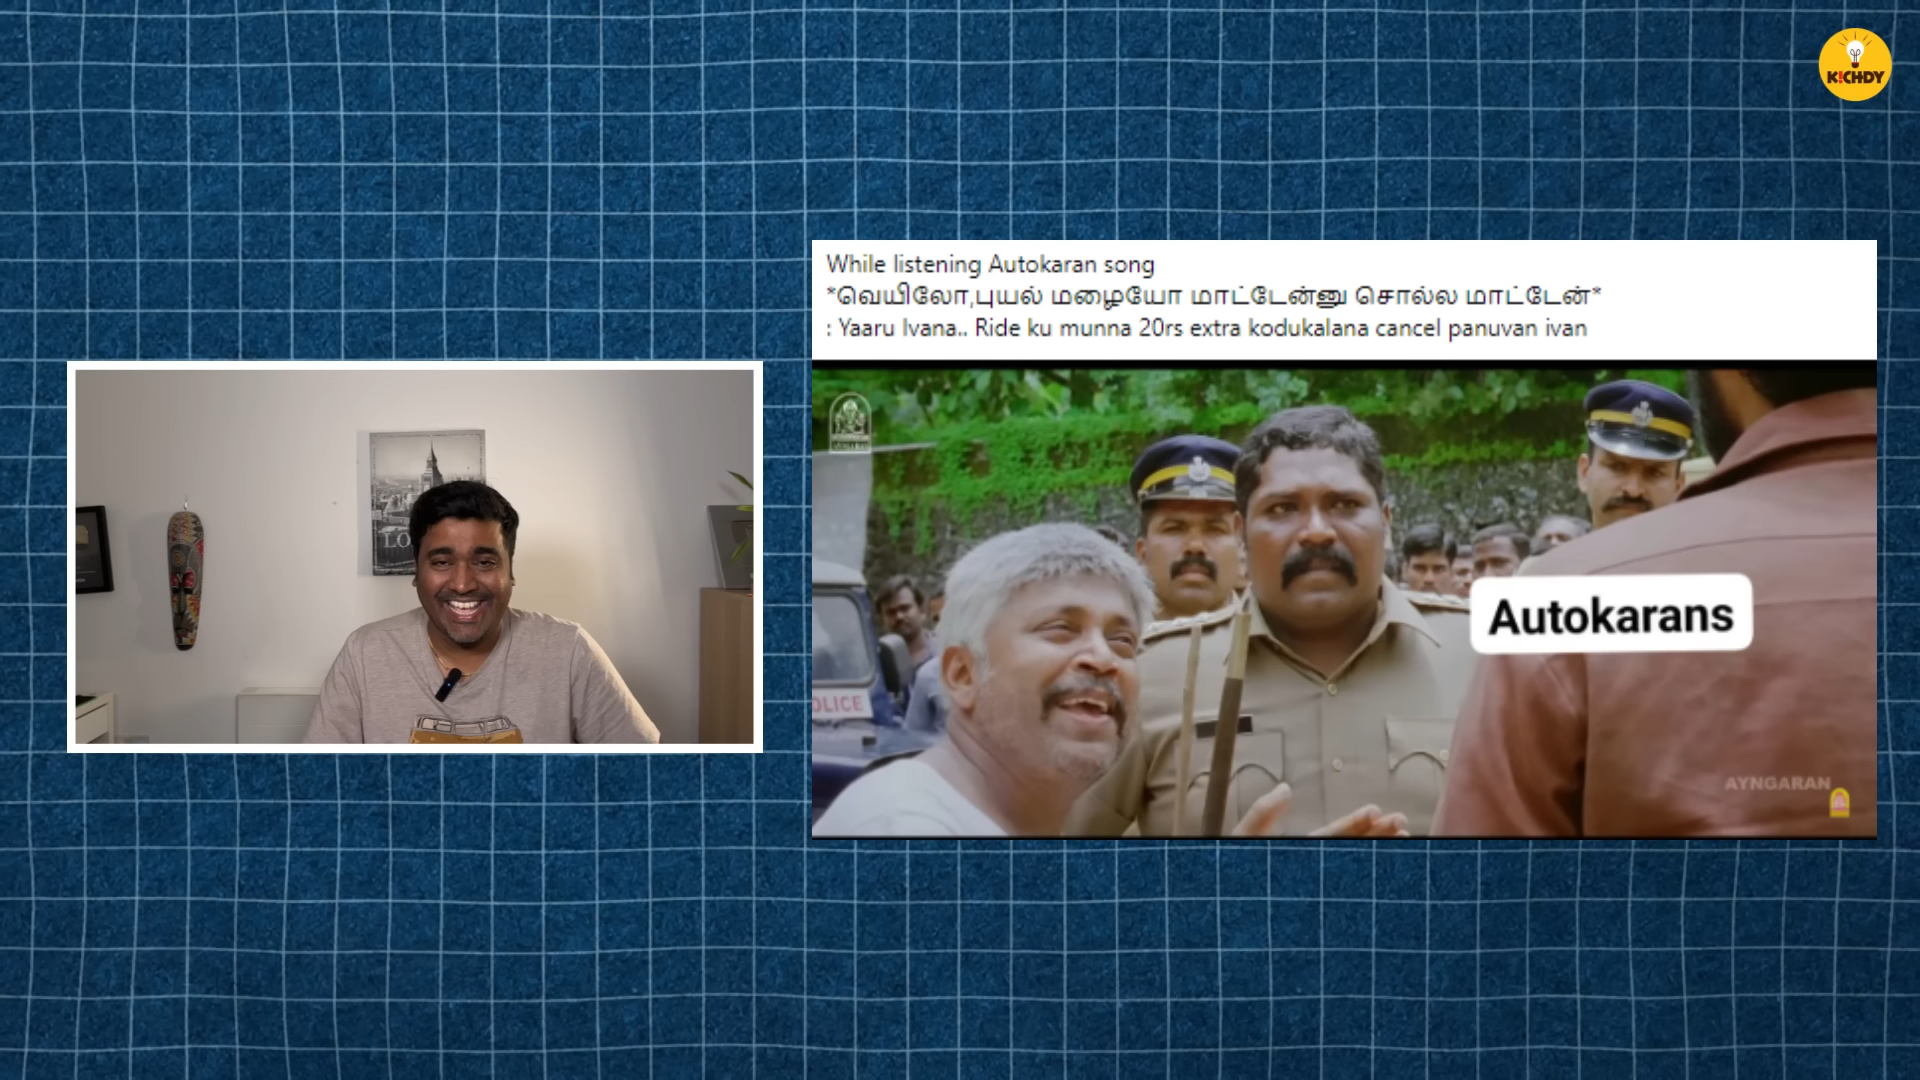 K!CHDY
While listening Autokaran song
*வெயிலோ,புயல் மழையோ மாட்டேன்னு சொல்ல மாட்டேன்*
: Yaaru Ivana.. Ride ku munna 20rs extra kodukalana cancel panuvan ivan
LO
OLICE
Autokarans
AYNGARAN